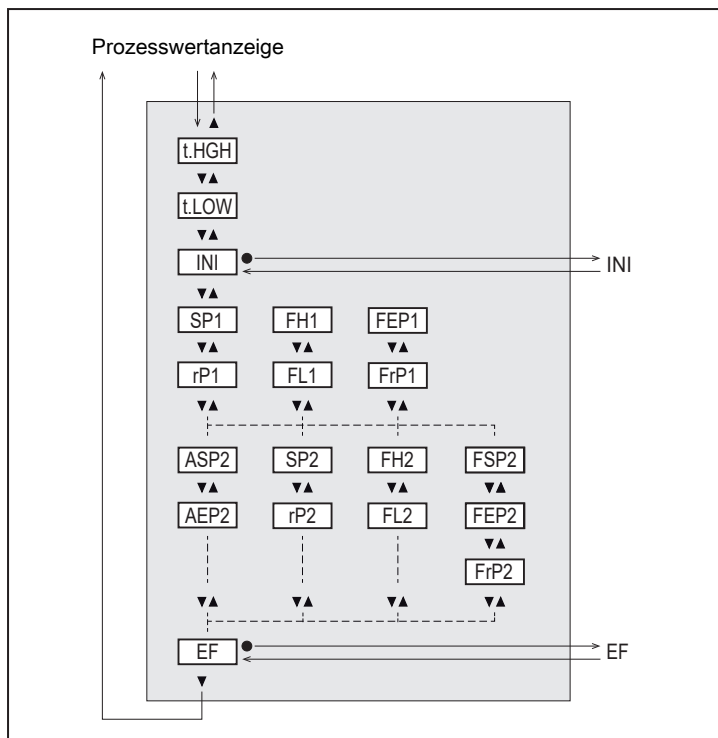 Prozesswertanzeige
t.HGH
t.LOW
INI
INI
SP1 FH1 FEP1
rP1 FL1 FrP1
ASP2 SP2 FH2 FSP2
AEP2 rP2 FL2 FEP2
FrP2
EF
EF